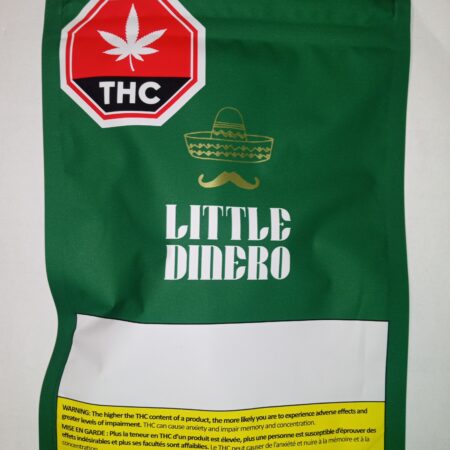 THC
LITTLE
DINERO
WARNING: The higher the THC content of a product, the more likely you are to experience adverse effects and
greater levels of impairment. THC can cause anxiety and impair memory and concentration.
MISE EN GARDE : Plus la teneur en THC d'un produit est élevée, plus une personne est susceptible d'éprouver des
effets indésirables et plus ses facultés sont affaiblies. Le THC peut causer de l'anxiété et nuire à la mémoire et à la
concentration.